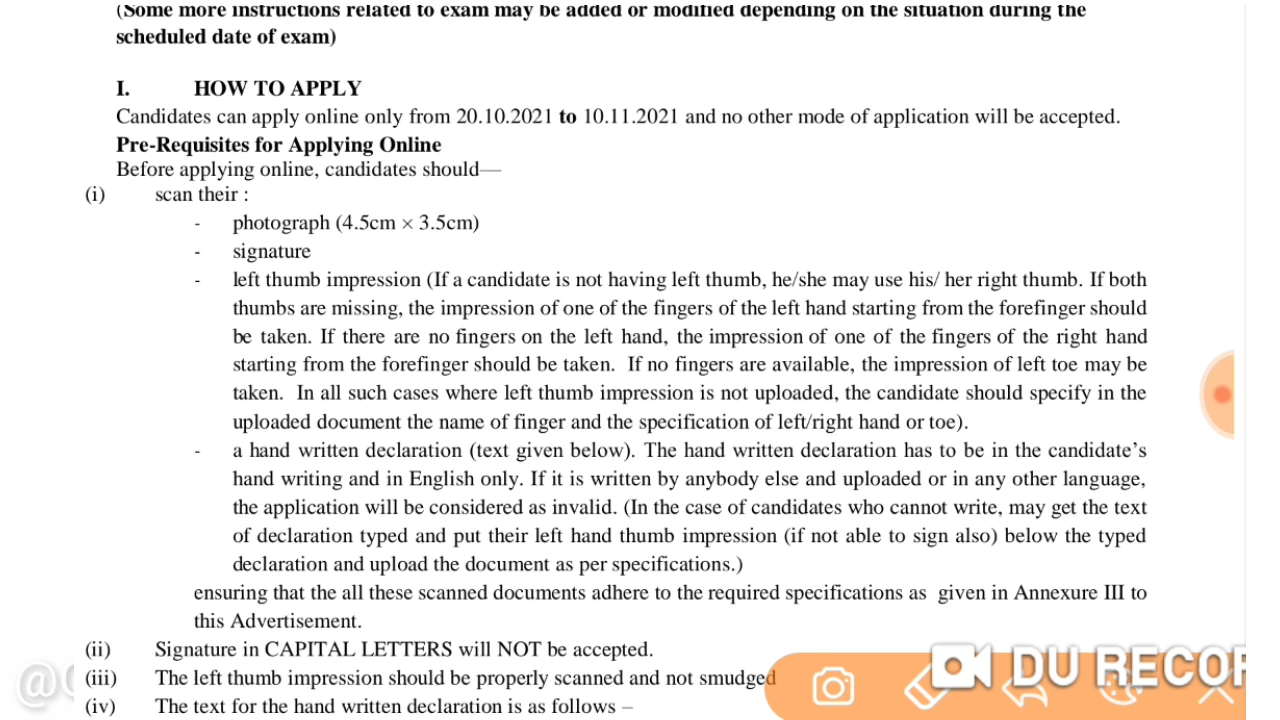 (Some more instructions related to exam may be added or modified depending on the situation during the
scheduled date of exam)
I. HOW TO APPLY
Candidates can apply online only from 20.10.2021 to 10.11.2021 and no other mode of application will be accepted.
Pre-Requisites for Applying Online
Before applying online, candidates should—
(i) scan their :
- photograph (4.5cm × 3.5cm)
- signature
- left thumb impression (If a candidate is not having left thumb, he/she may use his/ her right thumb. If both
thumbs are missing, the impression of one of the fingers of the left hand starting from the forefinger should
be taken. If there are no fingers on the left hand, the impression of one of the fingers of the right hand
starting from the forefinger should be taken. If no fingers are available, the impression of left toe may be
taken. In all such cases where left thumb impression is not uploaded, the candidate should specify in the
uploaded document the name of finger and the specification of left/right hand or toe).
- a hand written declaration (text given below). The hand written declaration has to be in the candidate’s
hand writing and in English only. If it is written by anybody else and uploaded or in any other language,
the application will be considered as invalid. (In the case of candidates who cannot write, may get the text
of declaration typed and put their left hand thumb impression (if not able to sign also) below the typed
declaration and upload the document as per specifications.)
ensuring that the all these scanned documents adhere to the required specifications as given in Annexure III to
this Advertisement.
(ii) Signature in CAPITAL LETTERS will NOT be accepted.
(iii) The left thumb impression should be properly scanned and not smudged
(iv) The text for the hand written declaration is as follows –
DU RECOR